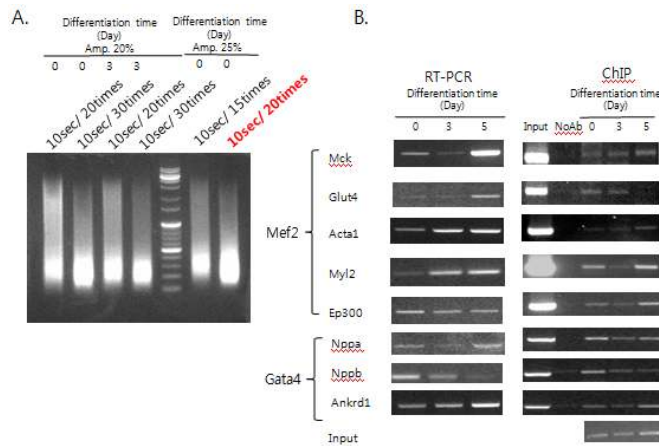 A.
Differentiation time
(Day)
Amp. 20%
Differentiation time
(Day)
Amp. 25%
0 0 3 3 0 0
10sec/ 20times
10sec/ 30times
10sec/ 20times
10sec/ 30times
10sec/ 15times
10sec/ 20times
B.
RT-PCR
Differentiation time
(Day)
0 3 5
ChIP
Differentiation time
(Day)
Input NoAb 0 3 5
Mef2
Mck
Glut4
Acta1
Myl2
Ep300
Gata4
Nppa
Nppb
Ankrd1
Input